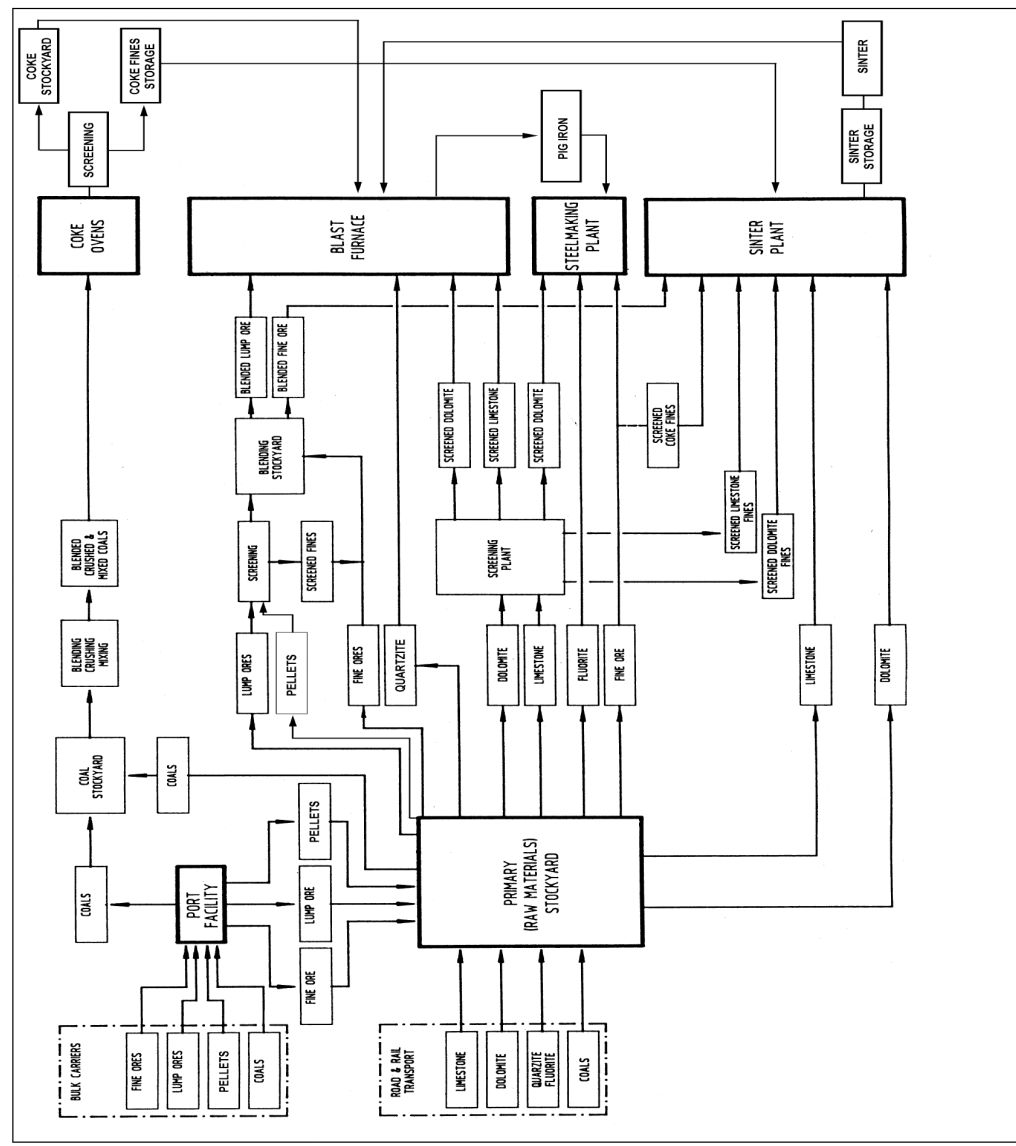 BULK CARRIERS
FINE ORES
LUMP ORES
PELLETS
COALS
ROAD & RAIL
TRANSPORT
LIMESTONE
DOLOMITE
QUARZITE
FLUORITE
COALS
COALS
PORT
FACILITY
FINE ORE
LUMP ORE
PELLETS
PRIMARY
(RAW MATERIALS)
STOCKYARD
COAL
STOCKYARD
COALS
BLENDING
CRUSHING
MIXING
BLENDED
CRUSHED &
MIXED COALS
LUMP ORES
PELLETS
FINE ORES
QUARTZITE
DOLOMITE
LIMESTONE
FLUORITE
FINE ORE
LIMESTONE
DOLOMITE
SCREENING
SCREENED FINES
SCREENING
PLANT
SCREENED LIMESTONE
FINES
SCREENED DOLOMITE
FINES
BLENDING
STOCKYARD
SCREENED DOLOMITE
SCREENED LIMESTONE
SCREENED DOLOMITE
SCREENED
COKE FINES
BLENDED LUMP ORE
BLENDED FINE ORE
COKE
OVENS
BLAST
FURNACE
STEELMAKING
PLANT
SINTER
PLANT
SCREENING
PIG IRON
SINTER
STORAGE
COKE
STOCKYARD
COKE FINES
STORAGE
SINTER